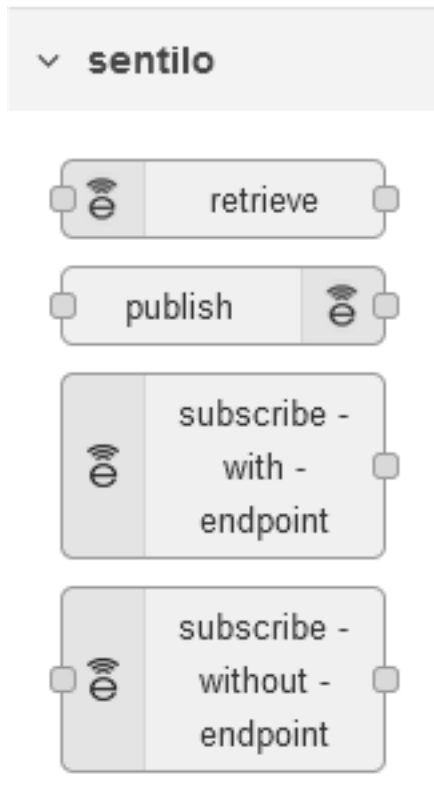 sentilo
retrieve
publish
subscribe -
with -
endpoint
subscribe -
without -
endpoint